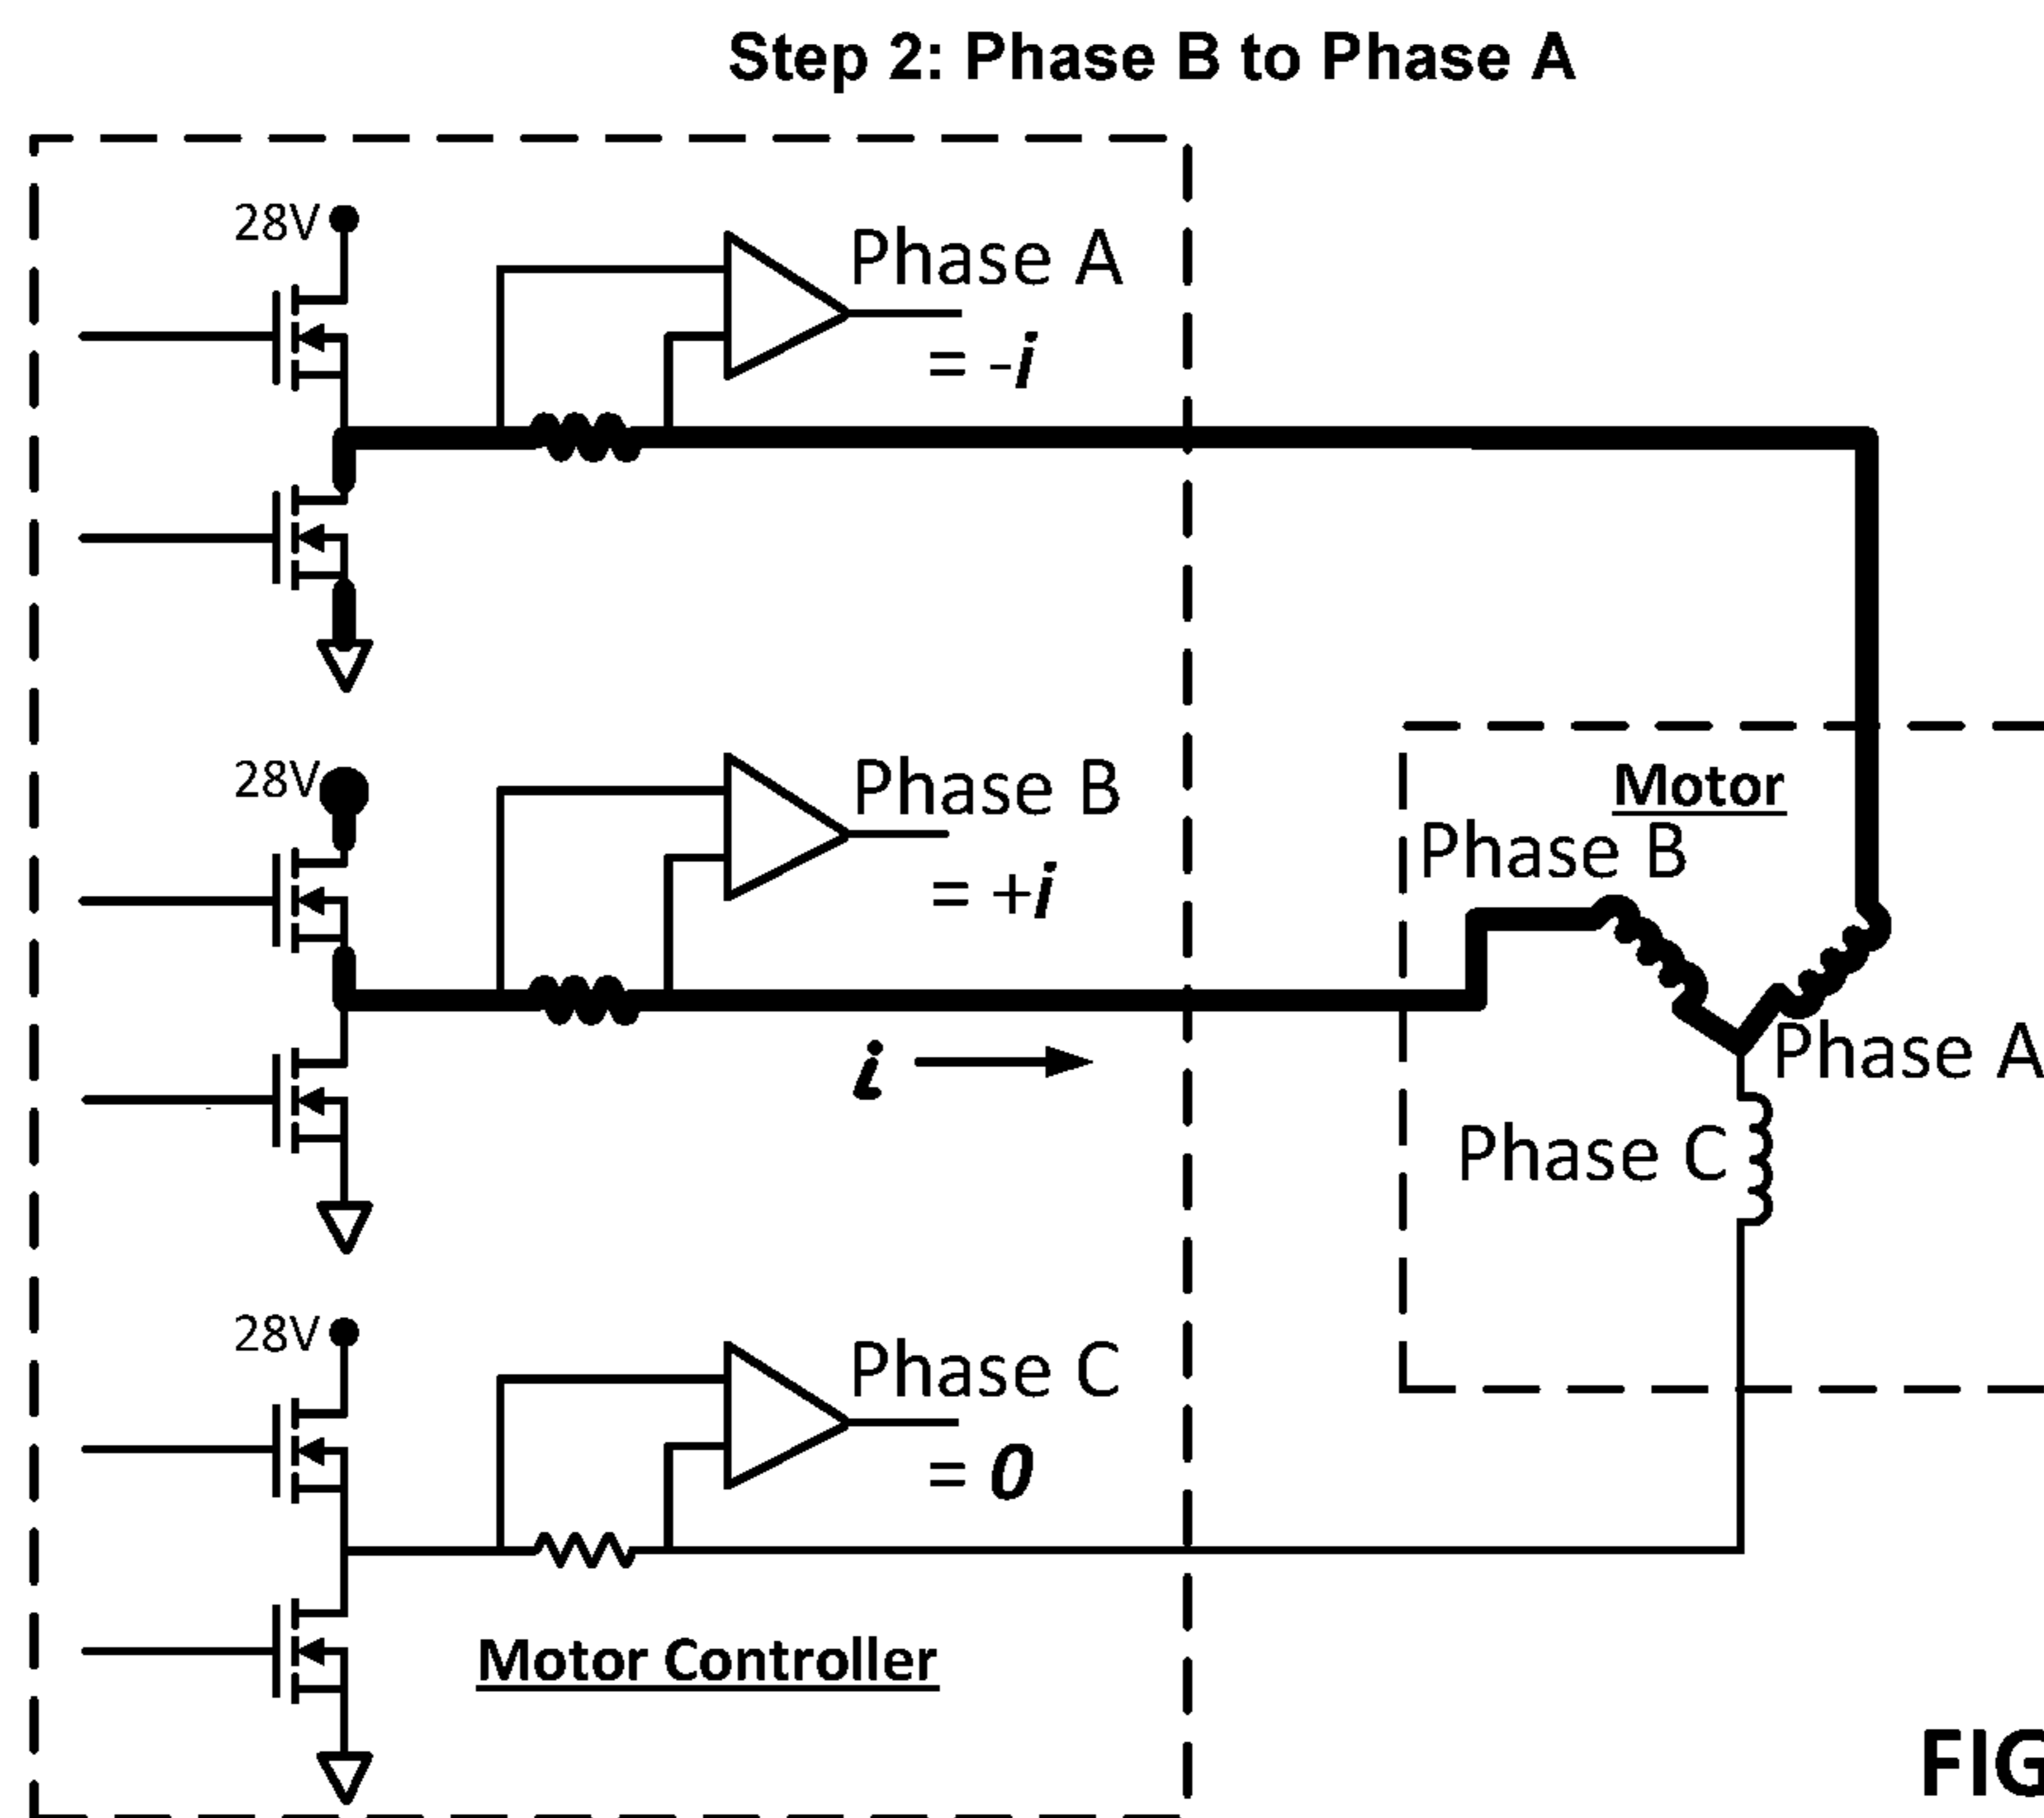 Step 2: Phase B to Phase A
28V
Phase A
= -i
28V
Phase B
= +i
i
Motor
Phase B
Phase A
Phase C
28V
Phase C
= 0
Motor Controller
FIG